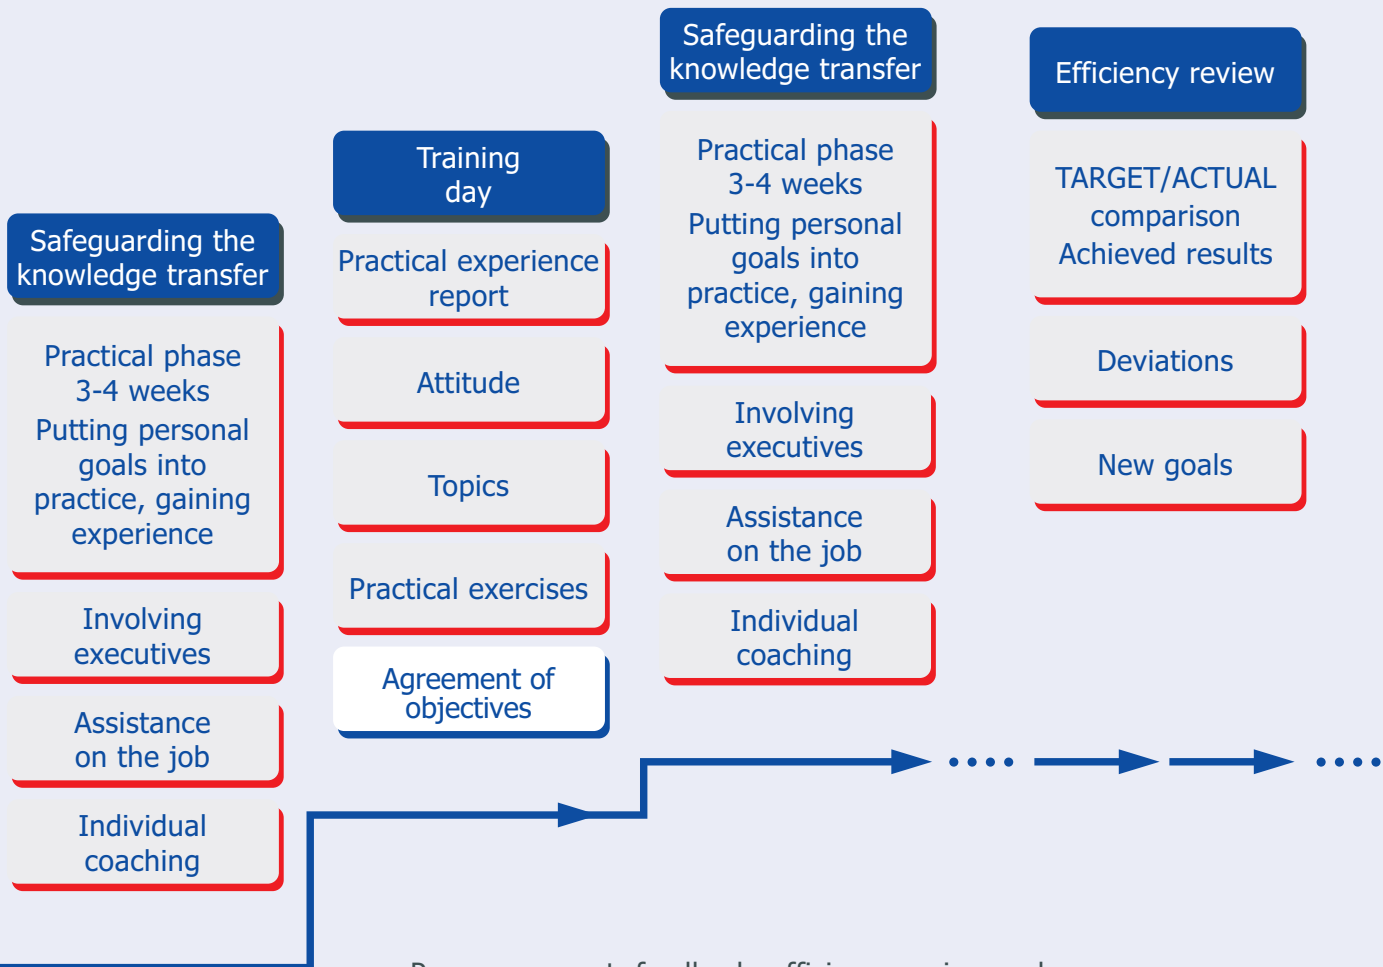 Safeguarding the
knowledge transfer
Practical phase
3-4 weeks
Putting personal
goals into
practice, gaining
experience
Involving
executives
Assistance
on the job
Individual
coaching
Training
day
Practical experience
report
Attitude
Topics
Practical exercises
Agreement of
objectives
Safeguarding the
knowledge transfer
Practical phase
3-4 weeks
Putting personal
goals into
practice, gaining
experience
Involving
executives
Assistance
on the job
Individual
coaching
Efficiency review
TARGET/ACTUAL
comparison
Achieved results
Deviations
New goals